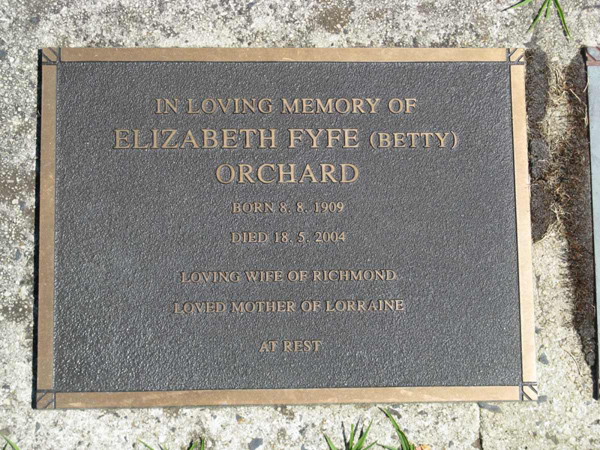 IN LOVING MEMORY OF
ELIZABETH FYFE (BETTY)
ORCHARD
BORN 8. 8. 1909
DIED 18. 5. 2004
LOVING WIFE OF RICHMOND
LOVED MOTHER OF LORRAINE
AT REST